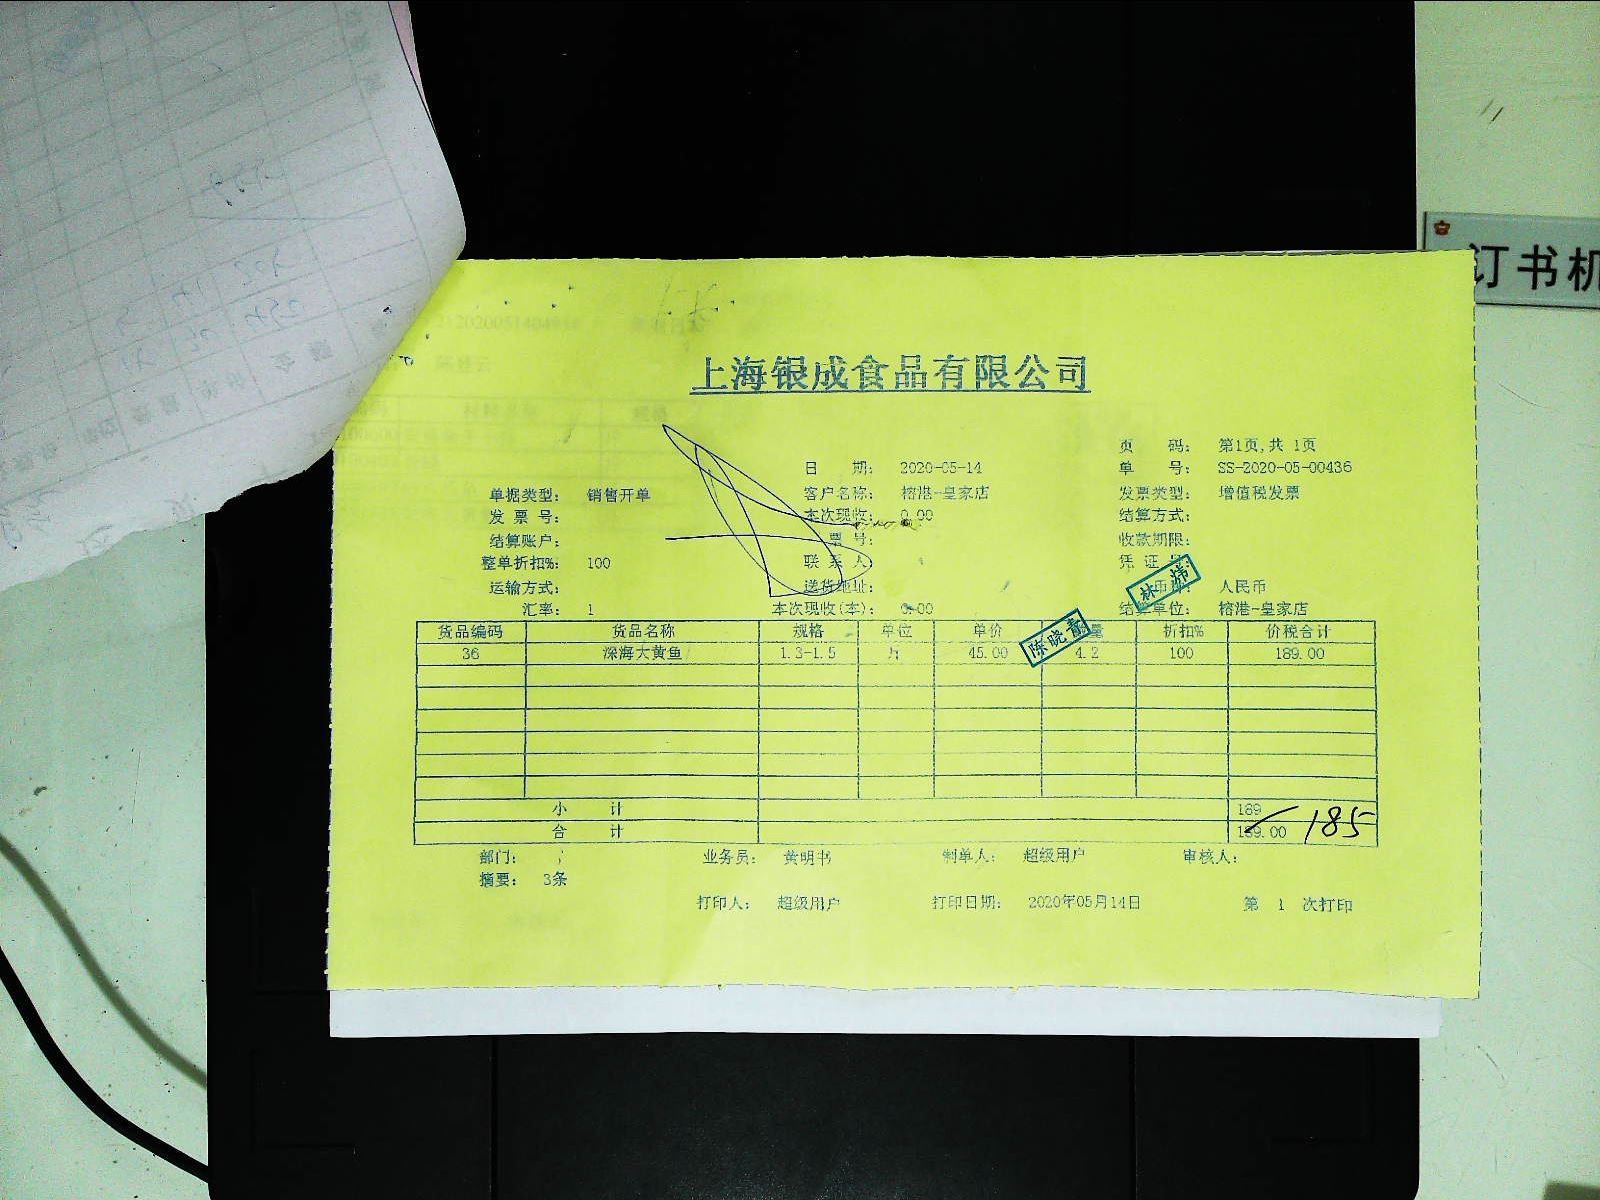 订书机
上海银成食品有限公司
页 码: 第1页,共 1页
日 期: 2020-05-14 单 号: SS-2020-05-00436
单据类型: 销售开单 客户名称: 榕港-皇家店 发票类型: 增值税发票
发 票 号: 本次现收: 0.00 结算方式:
结算账户: 票号: 收款期限:
整单折扣%: 100 联 系 人: 凭 证
运输方式: 送货地址: 币 人民币
汇率: 1 本次现收(本): 0.00 结算单位: 榕港-皇家店
林炜
陈晓青
货品编码 货品名称 规格 单位 单价 量 折扣% 价税合计
36 深海大黄鱼 1.3-1.5 斤 45.00 4.2 100 189.00
小 计 189
合 计 189.00 185
部门: 业务员: 黄明书 制单人: 超级用户 审核人:
摘要: 3条
打印人: 超级用户 打印日期: 2020年05月14日 第 1 次打印